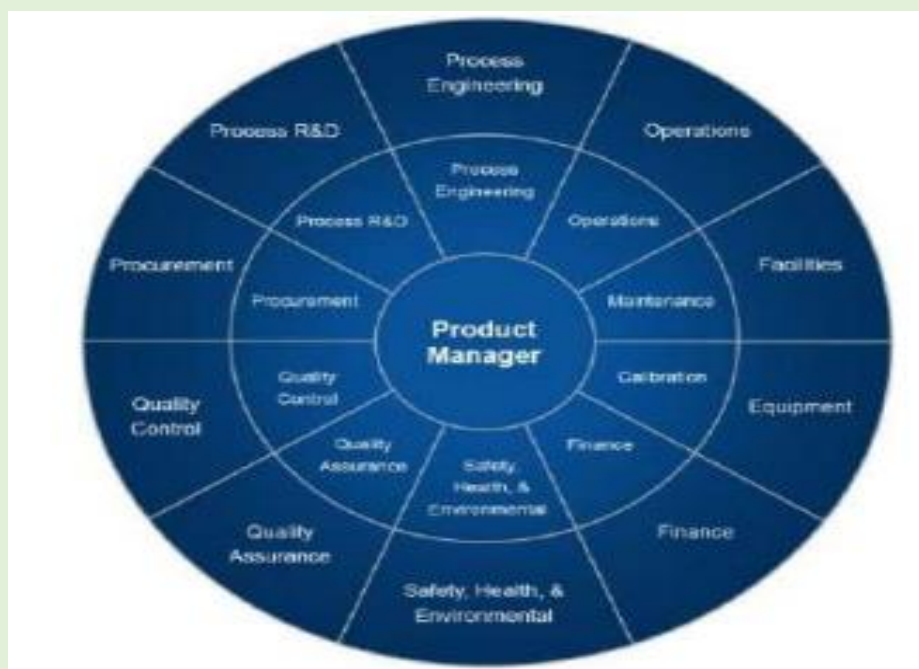 Process
Engineering
Operations
Facilities
Equipment
Finance
Safety, Health, &
Environmental
Quality
Assurance
Quality
Control
Procurement
Process R&D
Process
Engineering
Operations
Maintenance
Calibration
Finance
Safety,
Health, &
Environmental
Quality
Assurance
Quality
Control
Procurement
Process R&D
Product
Manager